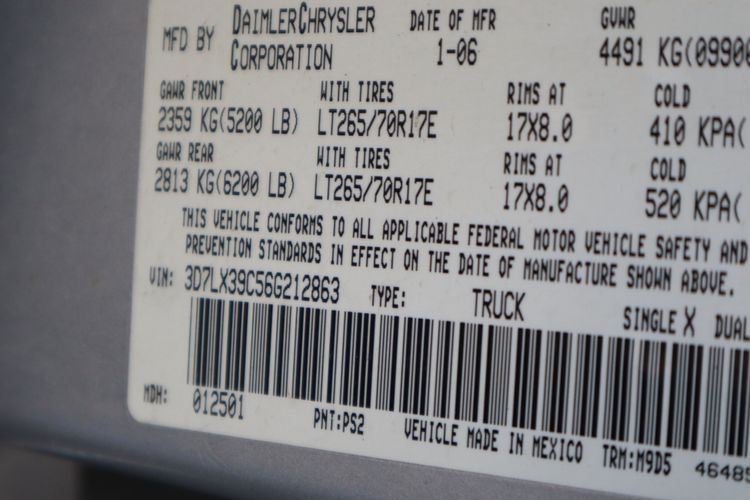 MFD BY DAIMLERCHRYSLER CORPORATION DATE OF MFR 1-06 GVWR 4491 KG(0990
GAWR FRONT WITH TIRES RIMS AT COLD
2359 KG(5200 LB) LT265/70R17E 17X8.0 410 KPA(
GAWR REAR WITH TIRES RIMS AT COLD
2813 KG(6200 LB) LT265/70R17E 17X8.0 520 KPA(
THIS VEHICLE CONFORMS TO ALL APPLICABLE FEDERAL MOTOR VEHICLE SAFETY AND
PREVENTION STANDARDS IN EFFECT ON THE DATE OF MANUFACTURE SHOWN ABOVE.
VIN: 3D7LX39C56G212863 TYPE: TRUCK SINGLE X DUAL
MDH: 012501 PNT:PS2 VEHICLE MADE IN MEXICO TRM:M9D5 46485